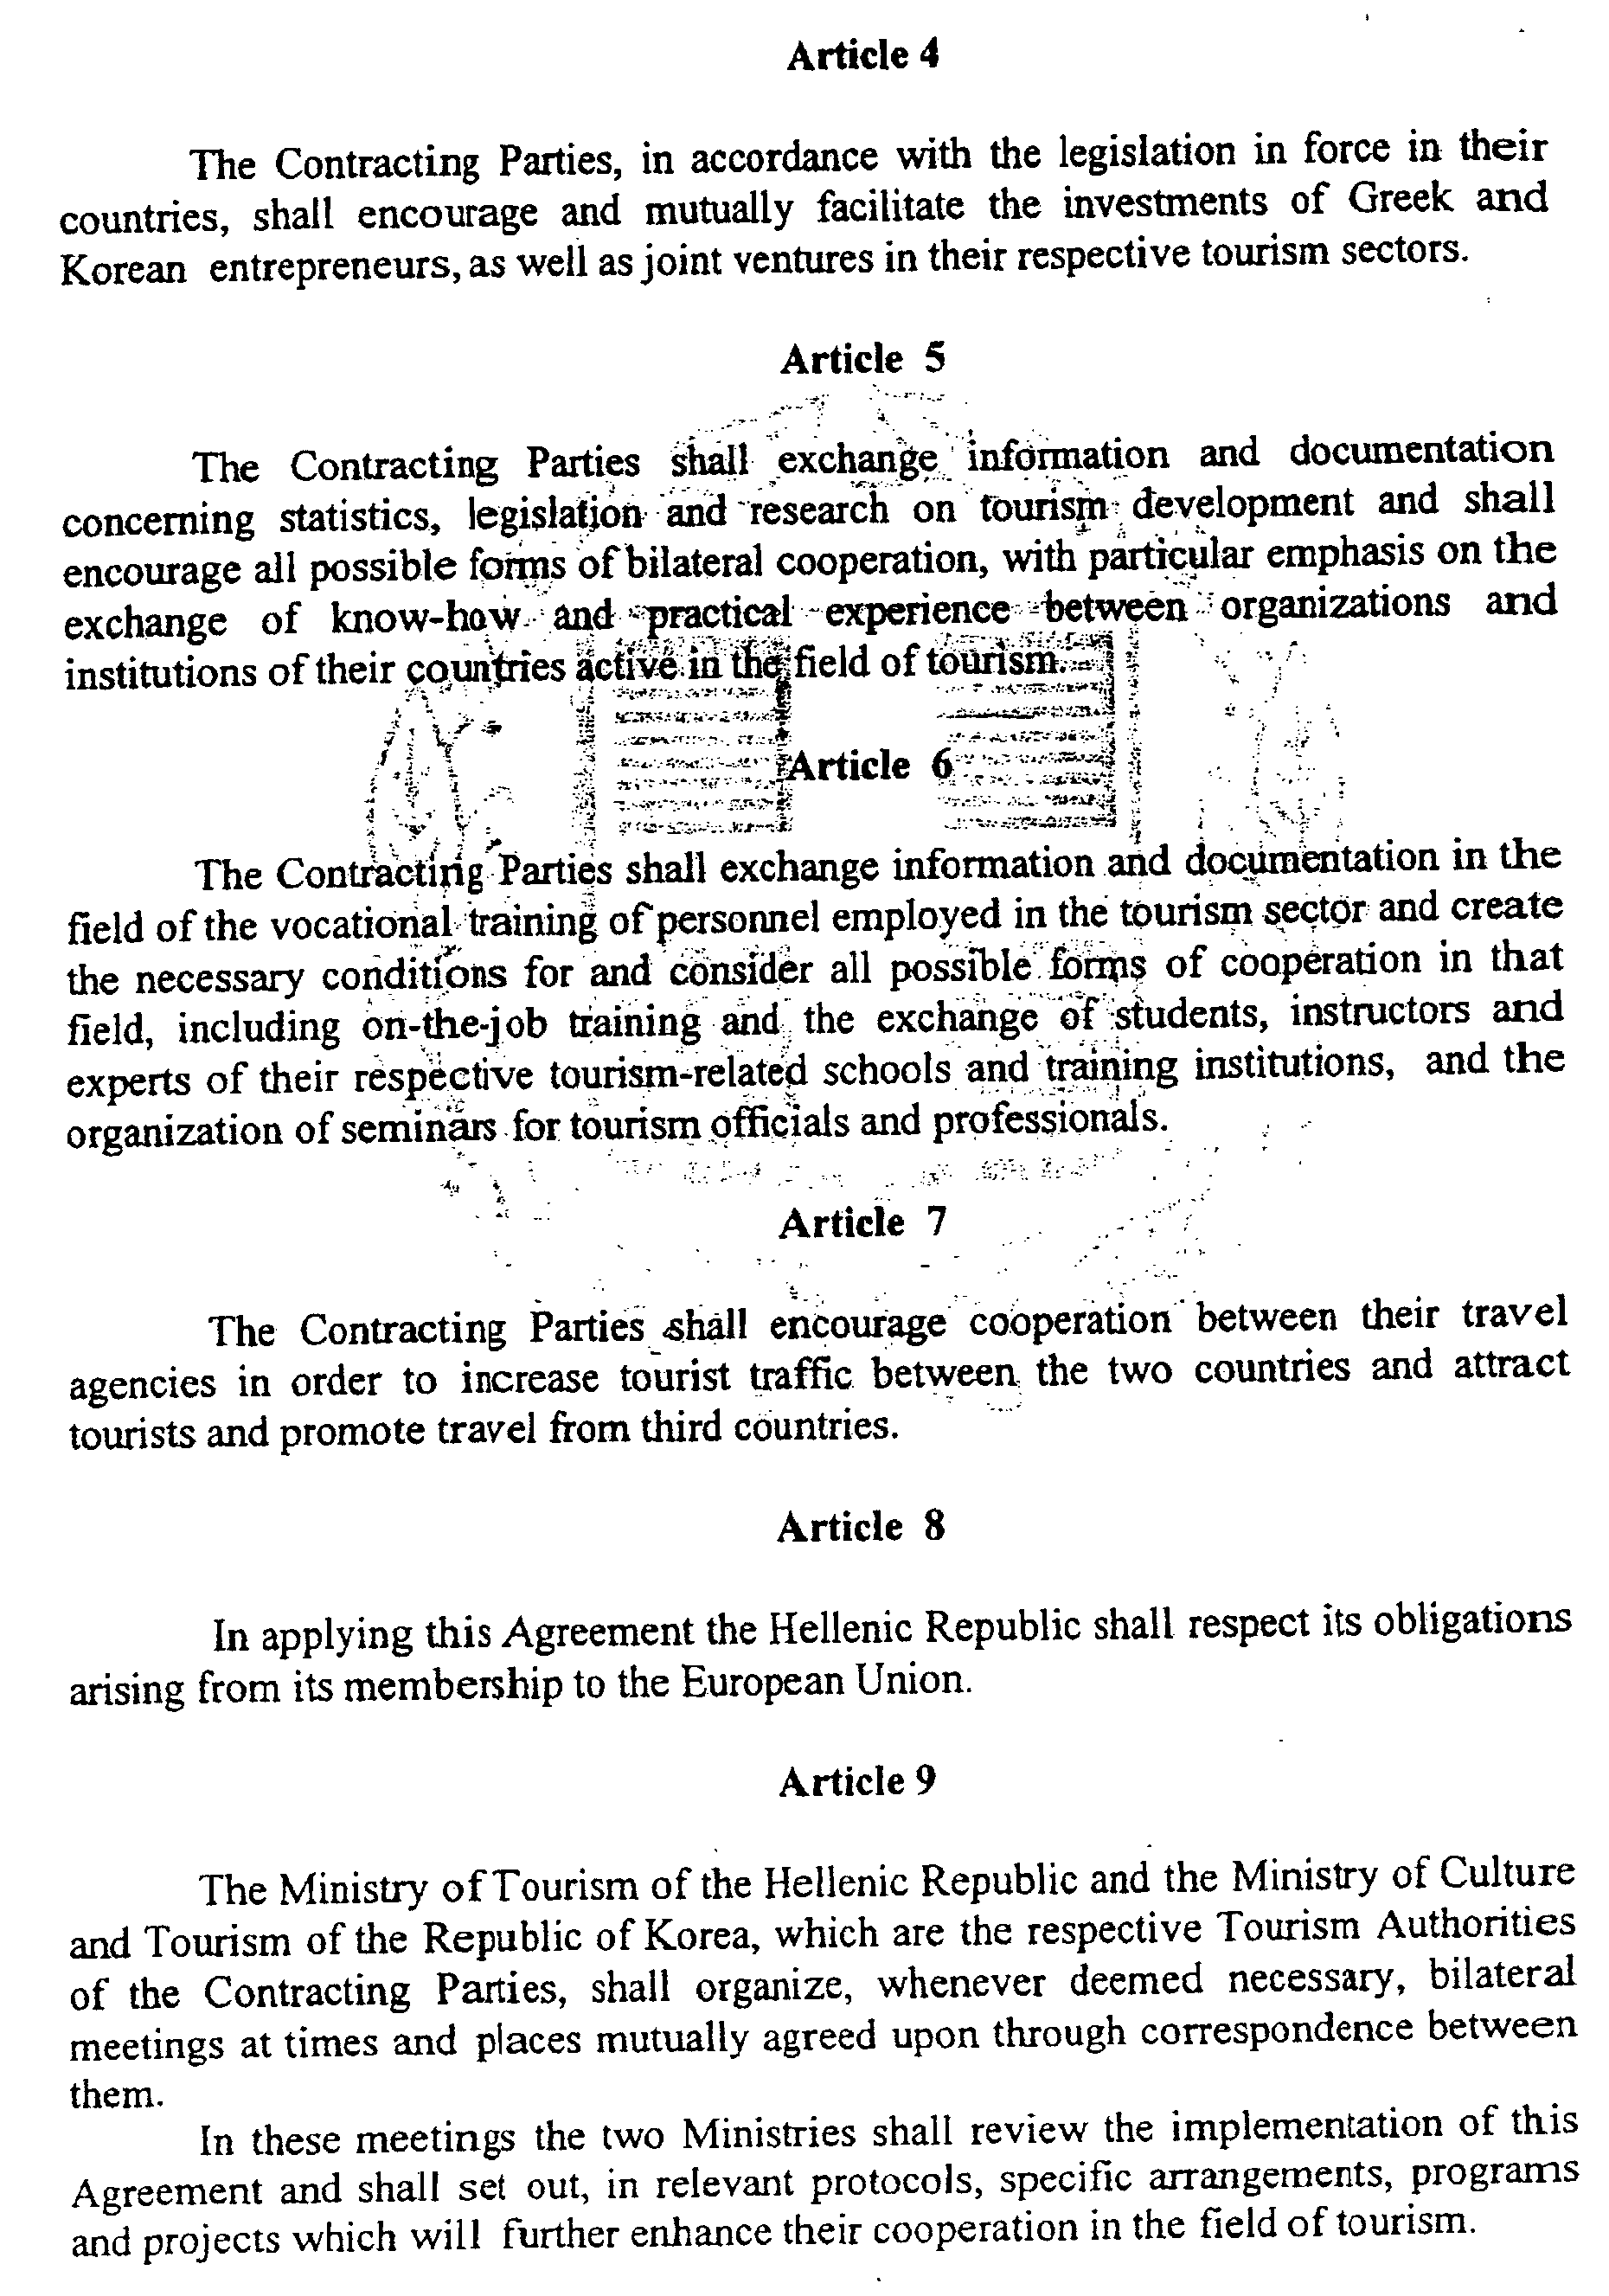 Article 4
The Contracting Parties, in accordance with the legislation in force in their
countries, shall encourage and mutually facilitate the investments of Greek and
Korean entrepreneurs, as well as joint ventures in their respective tourism sectors.
Article 5
The Contracting Parties shall exchange information and documentation
concerning statistics, legislation and research on tourism development and shall
encourage all possible forms of bilateral cooperation, with particular emphasis on the
exchange of know-how and practical experience between organizations and
institutions of their countries active in the field of tourism.
Article 6
The Contracting Parties shall exchange information and documentation in the
field of the vocational training of personnel employed in the tourism sector and create
the necessary conditions for and consider all possible forms of cooperation in that
field, including on-the-job training and the exchange of students, instructors and
experts of their respective tourism-related schools and training institutions, and the
organization of seminars for tourism officials and professionals.
Article 7
The Contracting Parties shall encourage cooperation between their travel
agencies in order to increase tourist traffic between the two countries and attract
tourists and promote travel from third countries.
Article 8
In applying this Agreement the Hellenic Republic shall respect its obligations
arising from its membership to the European Union.
Article 9
The Ministry of Tourism of the Hellenic Republic and the Ministry of Culture
and Tourism of the Republic of Korea, which are the respective Tourism Authorities
of the Contracting Parties, shall organize, whenever deemed necessary, bilateral
meetings at times and places mutually agreed upon through correspondence between
them.
In these meetings the two Ministries shall review the implementation of this
Agreement and shall set out, in relevant protocols, specific arrangements, programs
and projects which will further enhance their cooperation in the field of tourism.